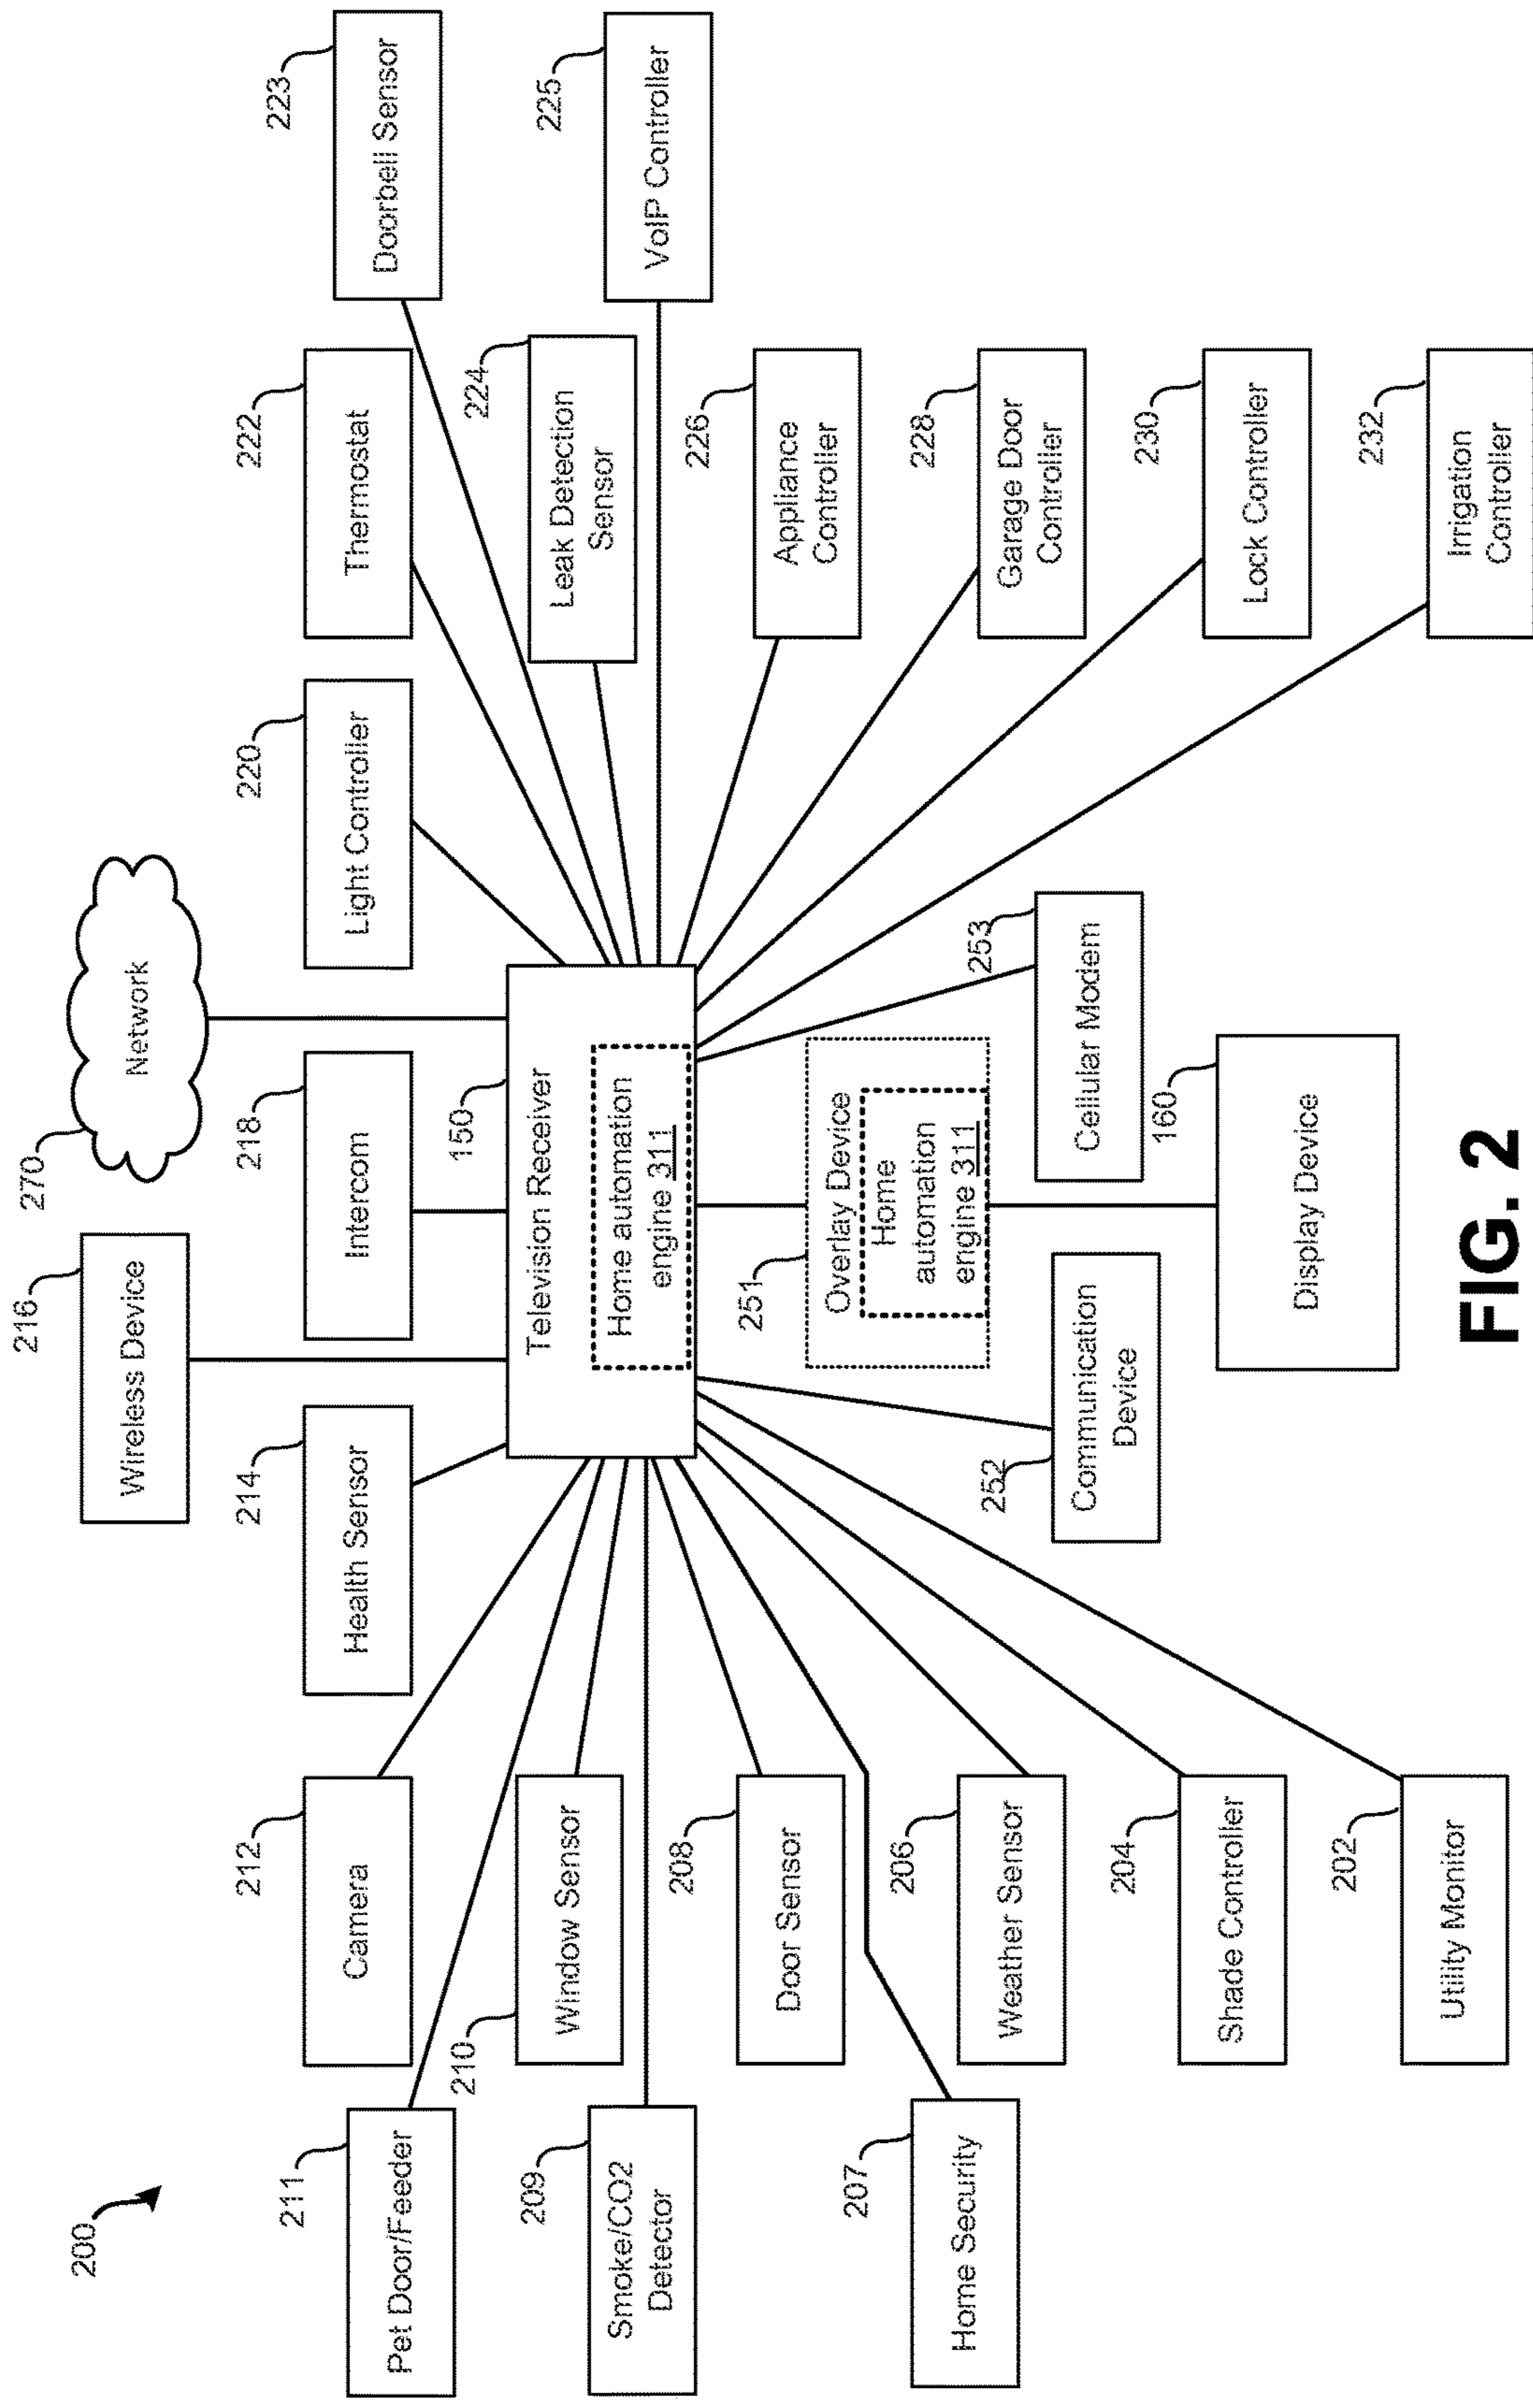 200
270
Network
216
Wireless Device
212
Camera
214
Health Sensor
218
Intercom
220
Light Controller
222
Thermostat
223
Doorbell Sensor
211
Pet Door/Feeder
210
Window Sensor
150
Television Receiver
Home automation
engine 311
224
Leak Detection
Sensor
225
VoIP Controller
209
Smoke/CO2
Detector
208
Door Sensor
226
Appliance
Controller
251
Overlay Device
Home
automation
engine 311
207
Home Security
206
Weather Sensor
252
Communication
Device
253
Cellular Modem
228
Garage Door
Controller
204
Shade Controller
160
Display Device
230
Lock Controller
202
Utility Monitor
232
Irrigation
Controller
FIG. 2